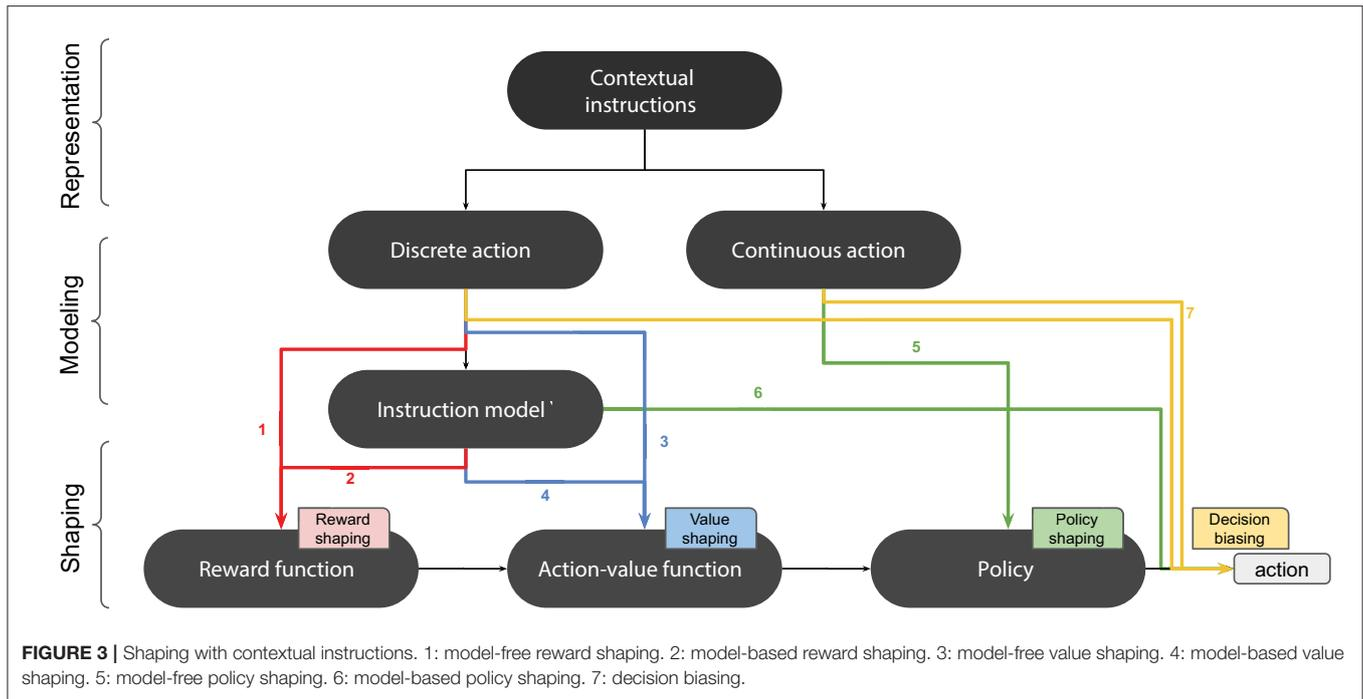 Representation
Contextual
instructions
Discrete action
Continuous action
Modeling
7
5
6
Instruction model `
1
3
2
4
Shaping
Reward
shaping
Value
shaping
Policy
shaping
Decision
biasing
Reward function
Action-value function
Policy
action
FIGURE 3 | Shaping with contextual instructions. 1: model-free reward shaping. 2: model-based reward shaping. 3: model-free value shaping. 4: model-based value
shaping. 5: model-free policy shaping. 6: model-based policy shaping. 7: decision biasing.